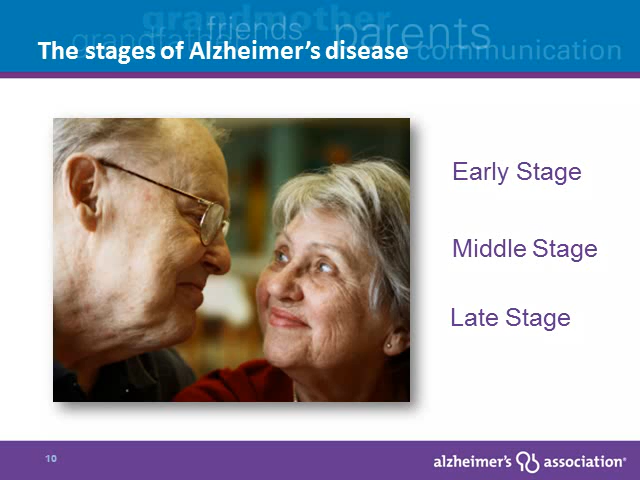 grandmother
grandfather friends parents
The stages of Alzheimer's disease communication
Early Stage
Middle Stage
Late Stage
10
alzheimer's association®